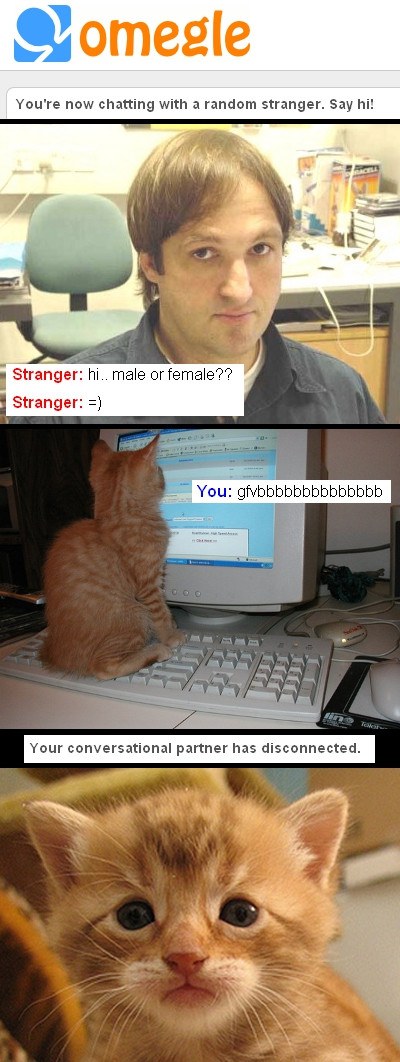 omegle
You're now chatting with a random stranger. Say hi!
Stranger: hi.. male or female??
Stranger: =)
You: gfvbbbbbbbbbbbbbbb
Your conversational partner has disconnected.